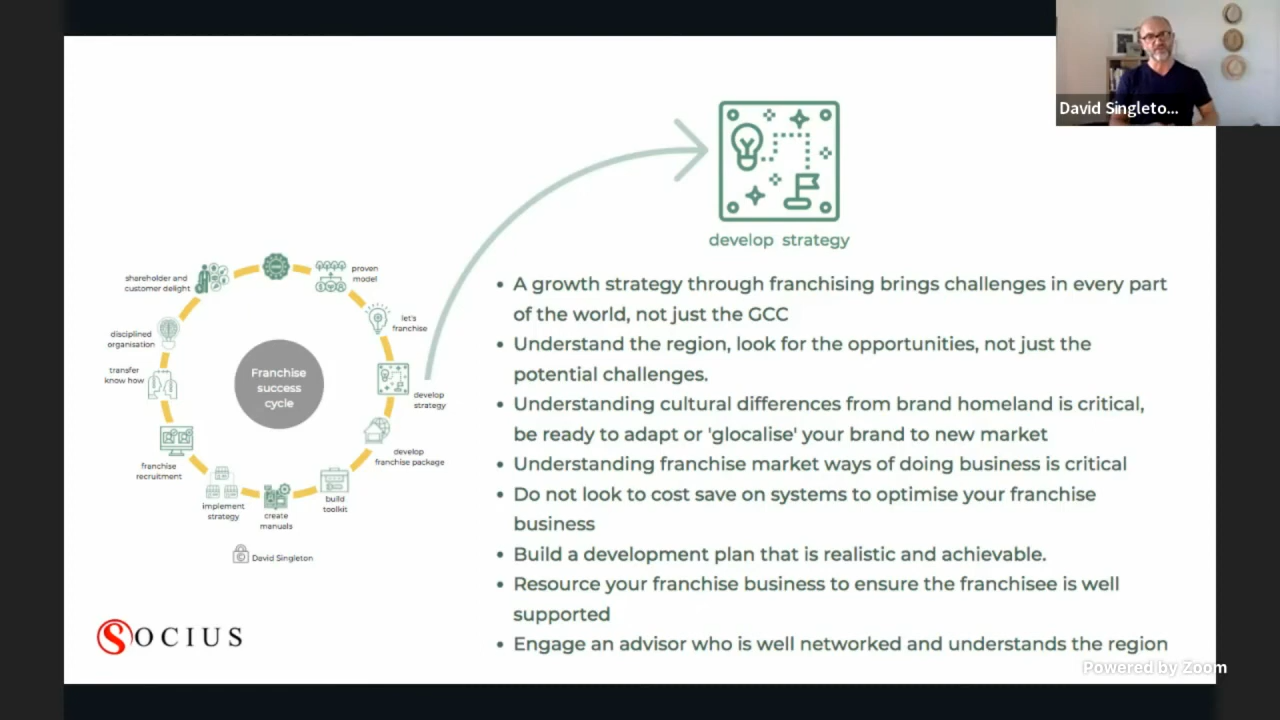 David Singleto...
develop strategy
A growth strategy through franchising brings challenges in every part
of the world, not just the GCC
Understand the region, look for the opportunities, not just the
potential challenges.
Understanding cultural differences from brand homeland is critical,
be ready to adapt or 'glocalise' your brand to new market
Understanding franchise market ways of doing business is critical
Do not look to cost save on systems to optimise your franchise
business
Build a development plan that is realistic and achievable.
Resource your franchise business to ensure the franchisee is well
supported
Engage an advisor who is well networked and understands the region
shareholder and
customer delight
proven
model
let's
franchise
develop
strategy
develop
franchise package
build
toolkit
create
manuals
implement
strategy
franchise
recruitment
transfer
know how
disciplined
organisation
Franchise
success
cycle
© David Singleton
SOCIUS
Powered by Zoom